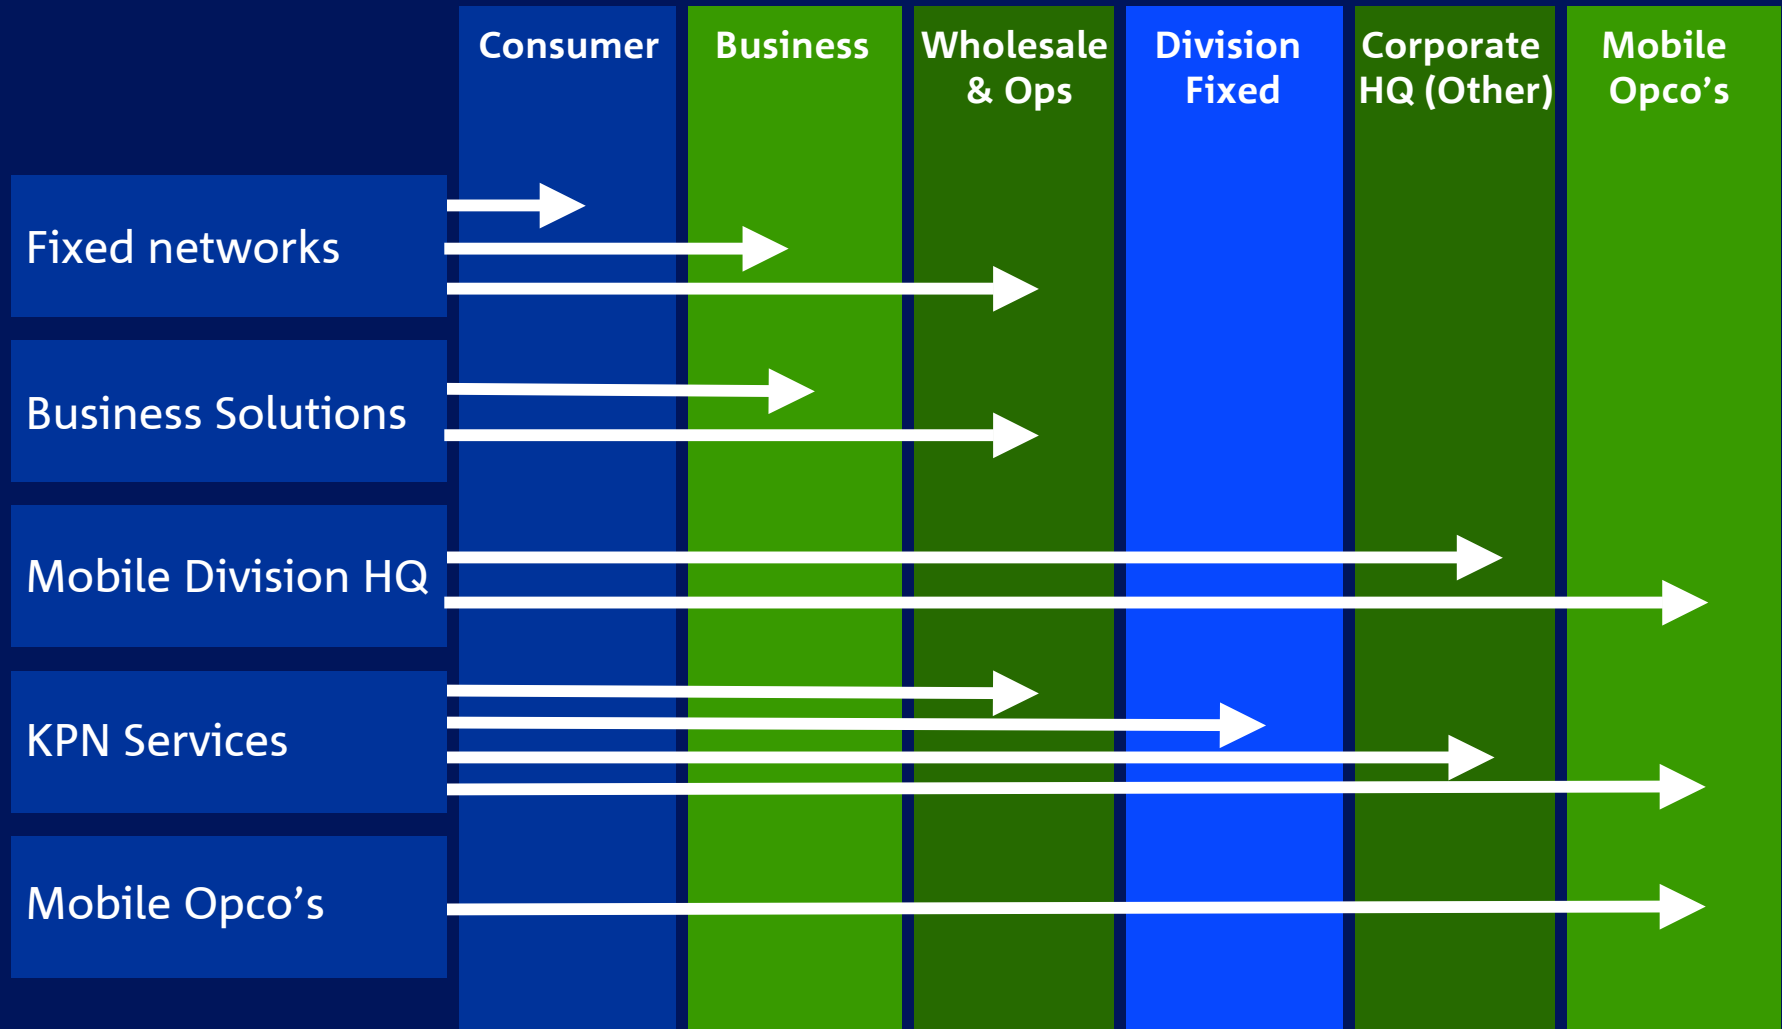 Consumer
Business
Wholesale
& Ops
Division
Fixed
Corporate
HQ (Other)
Mobile
Opco’s
Fixed networks
Business Solutions
Mobile Division HQ
KPN Services
Mobile Opco’s